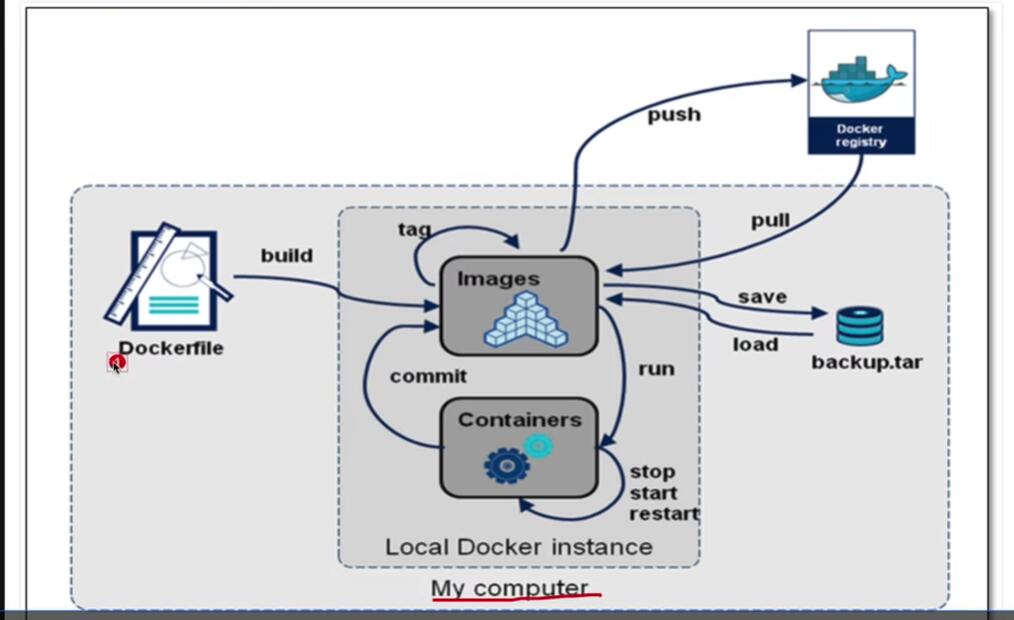 push
Docker
registry
pull
tag
build
Images
save
load
backup.tar
Dockerfile
commit
run
Containers
stop
start
restart
Local Docker instance
My computer